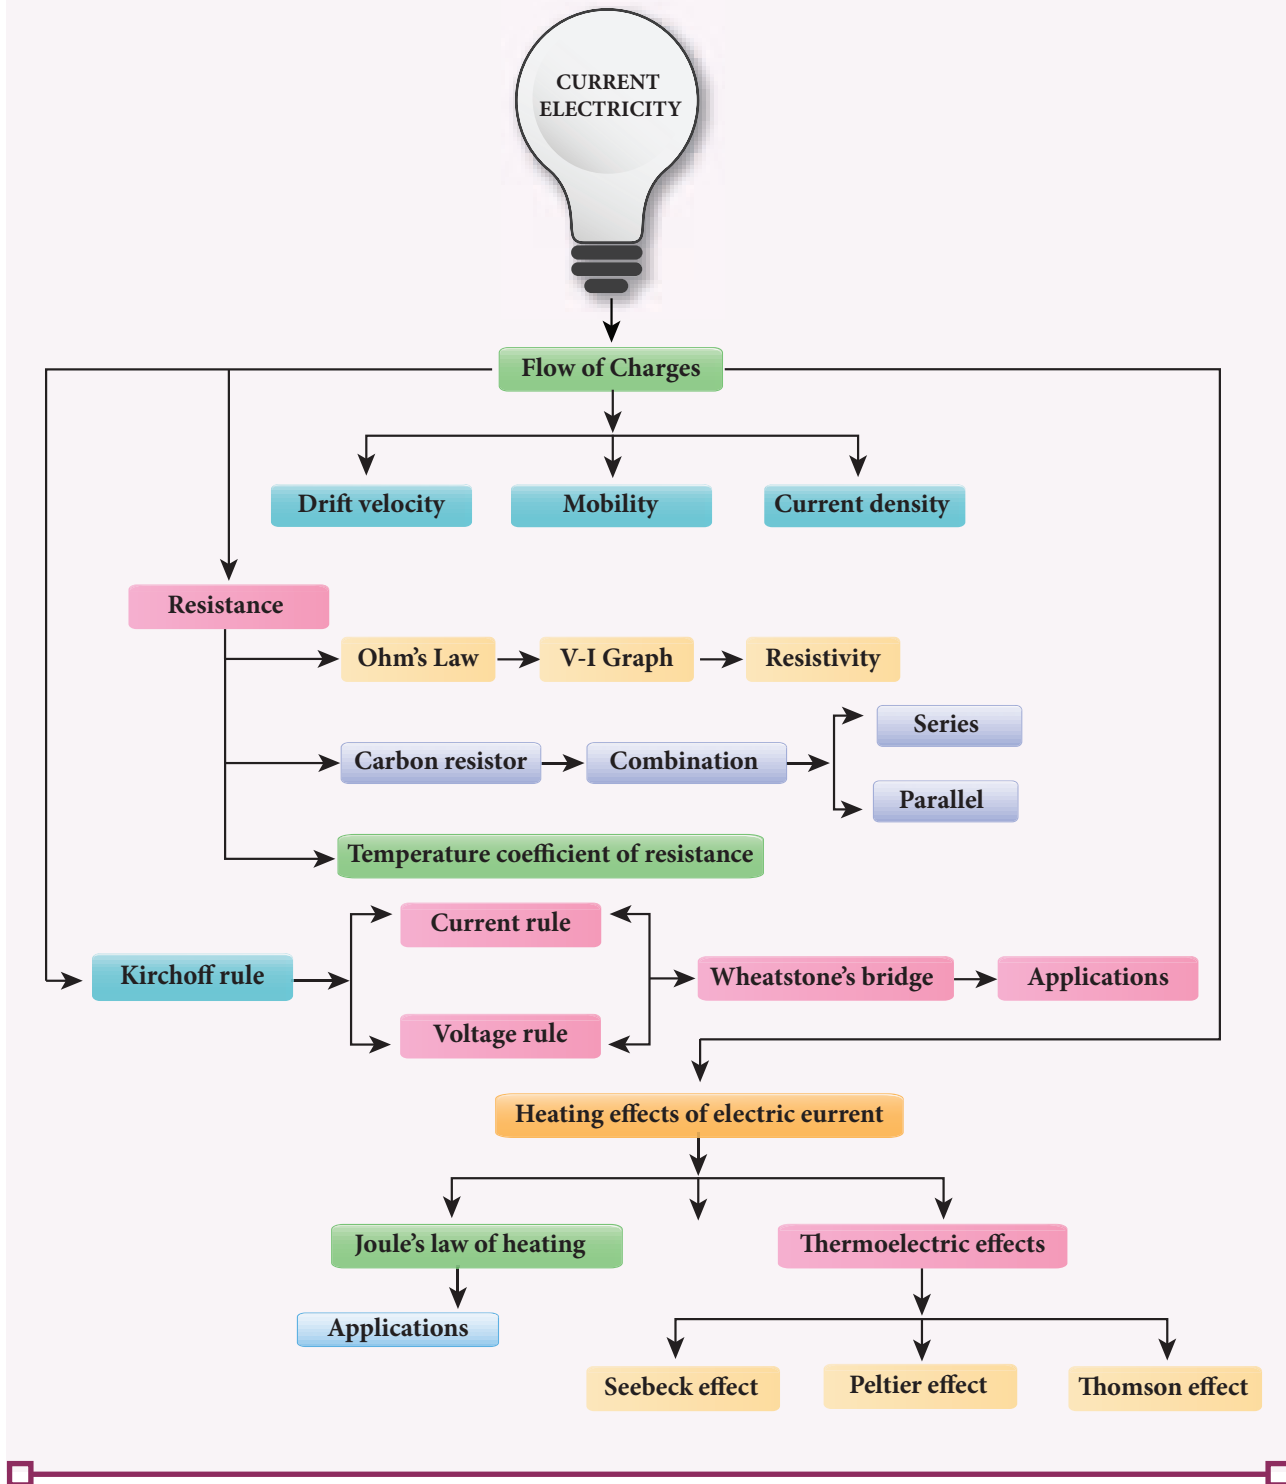 CURRENT
ELECTRICITY
Flow of Charges
Drift velocity
Mobility
Current density
Resistance
Ohm's Law
V-I Graph
Resistivity
Series
Carbon resistor
Combination
Parallel
Temperature coefficient of resistance
Current rule
Kirchoff rule
Wheatstone's bridge
Applications
Voltage rule
Heating effects of electric eurrent
Joule's law of heating
Thermoelectric effects
Applications
Seebeck effect
Peltier effect
Thomson effect